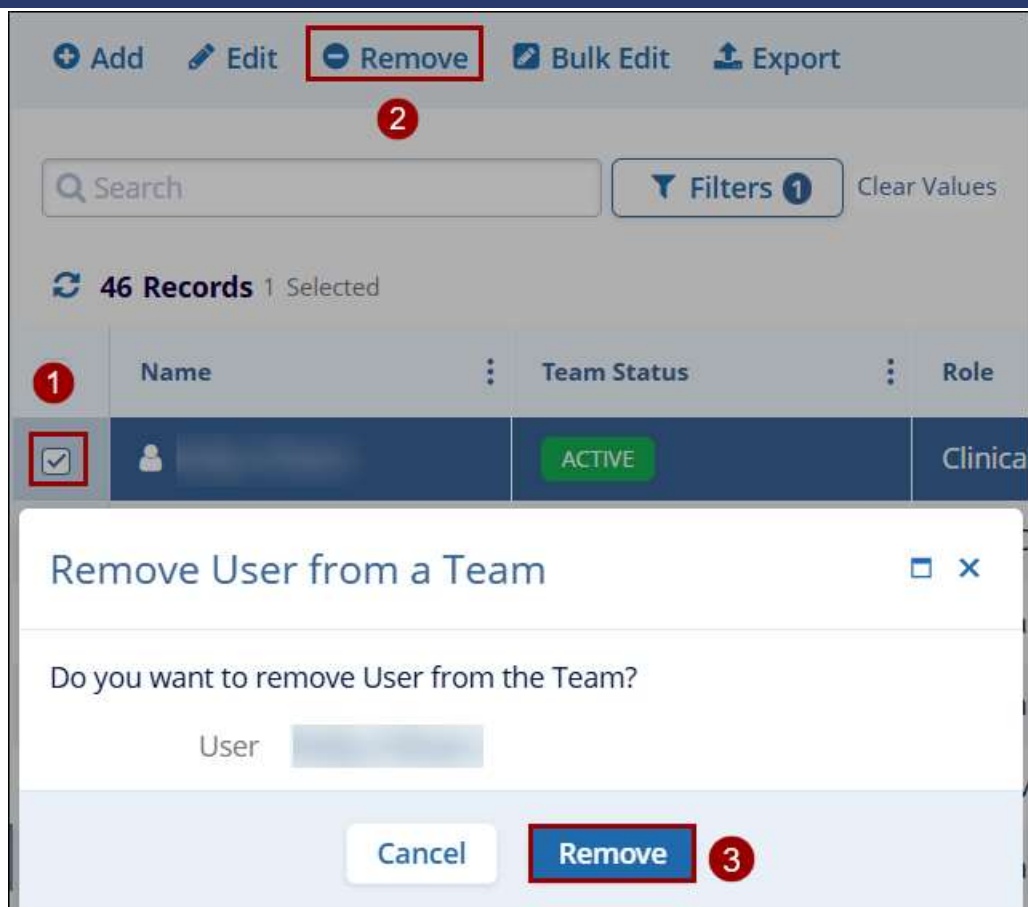 Add Edit Remove Bulk Edit Export
2
Search Filters 1 Clear Values
46 Records 1 Selected
1 Name Team Status Role
ACTIVE Clinica
Remove User from a Team
Do you want to remove User from the Team?
User
Cancel Remove 3